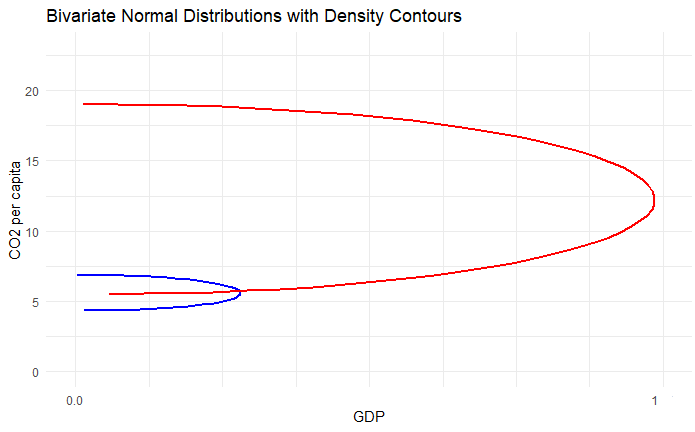 Bivariate Normal Distributions with Density Contours
CO2 per capita
20
15
10
5
0
0.0
1
GDP